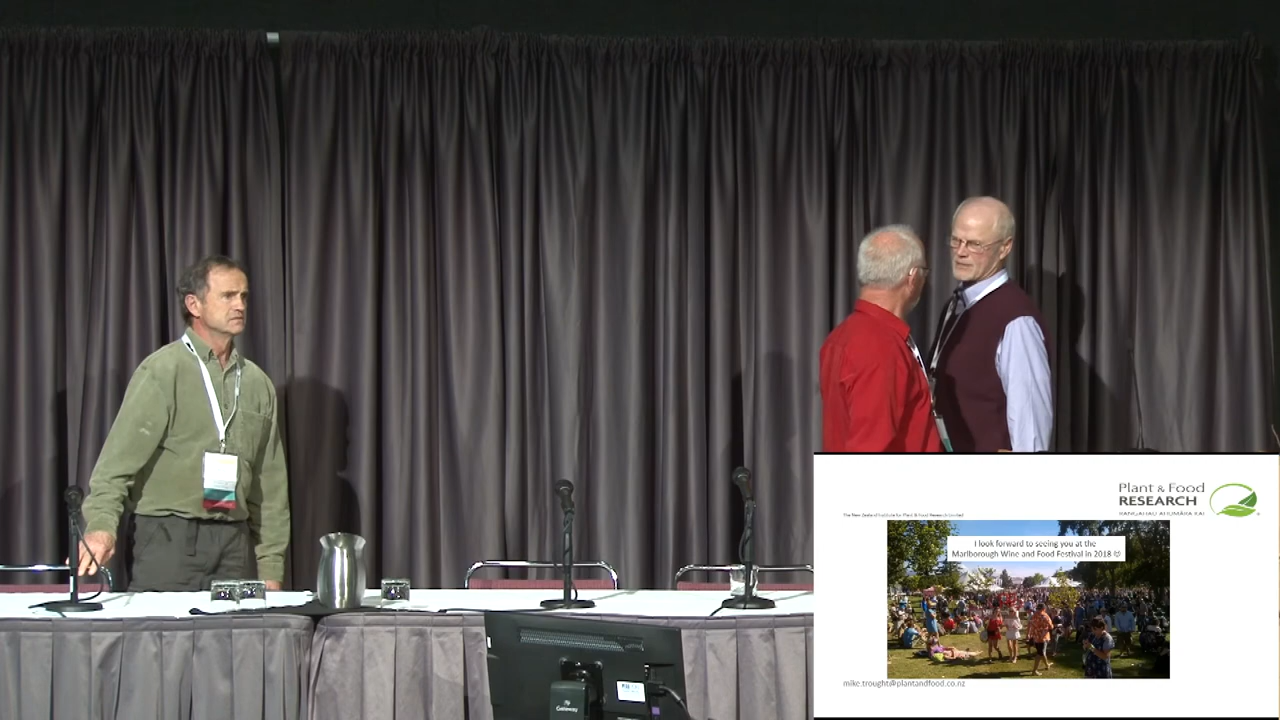 Plant & Food
RESEARCH
RANGAHAU AHUMĀRA KAI
The New Zealand Institute for Plant & Food Research Limited
I look forward to seeing you at the
Marlborough Wine and Food Festival in 2018 ☺
mike.trought@plantandfood.co.nz
Gateway